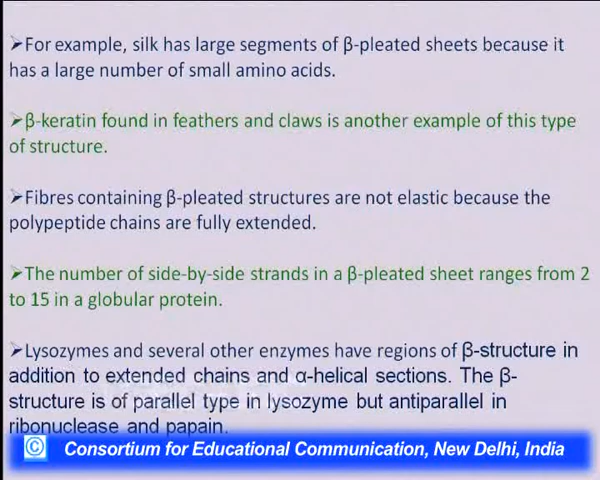 ➢For example, silk has large segments of β-pleated sheets because it
has a large number of small amino acids.
➢β-keratin found in feathers and claws is another example of this type
of structure.
➢Fibres containing β-pleated structures are not elastic because the
polypeptide chains are fully extended.
➢The number of side-by-side strands in a β-pleated sheet ranges from 2
to 15 in a globular protein.
➢Lysozymes and several other enzymes have regions of β-structure in
addition to extended chains and α-helical sections. The β-
structure is of parallel type in lysozyme but antiparallel in
ribonuclease and papain.
© Consortium for Educational Communication, New Delhi, India